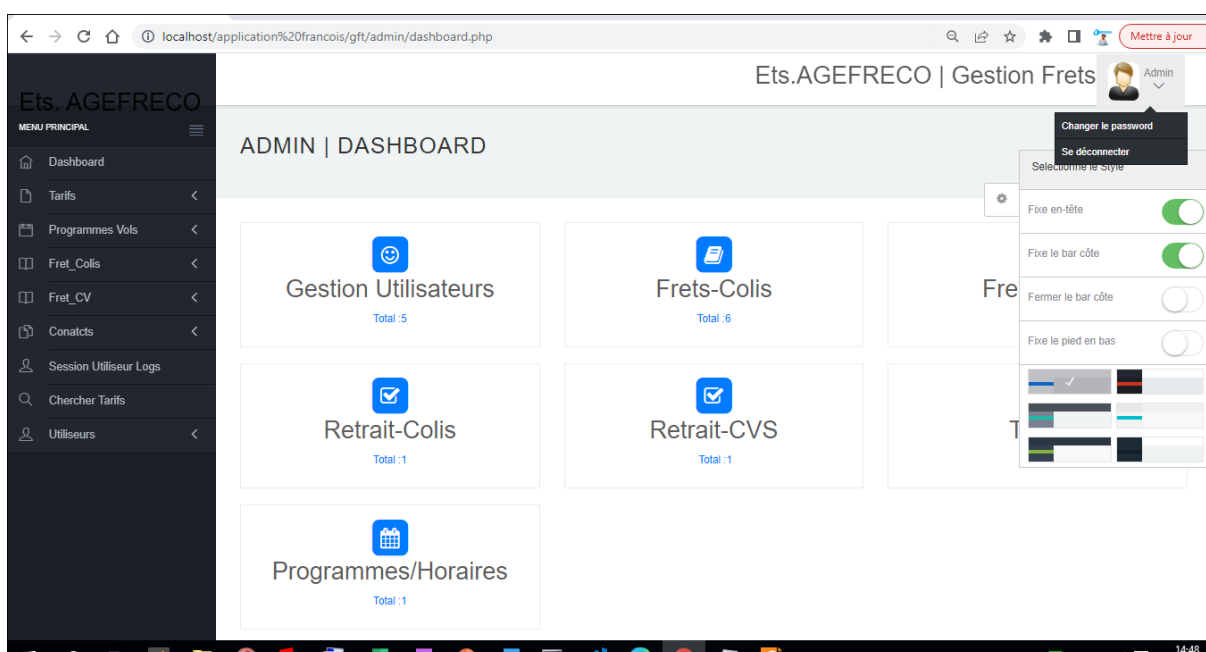 localhost/application%20francois/gft/admin/dashboard.php
Mettre à jour
Ets.AGEFRECO | Gestion Frets
Admin
Ets. AGEFRECO
MENU PRINCIPAL
Changer le password
Se déconnecter
ADMIN | DASHBOARD
Selectionne le Style
Dashboard
Tarifs
Programmes Vols
Fret_Colis
Fret_CV
Conatcts
Session Utiliseur Logs
Chercher Tarifs
Utiliseurs
Fixe en-tête
Fixe le bar côte
Fermer le bar côte
Fixe le pied en bas
Gestion Utilisateurs
Total :5
Frets-Colis
Total :6
Fre
Retrait-Colis
Total :1
Retrait-CVS
Total :1
T
Programmes/Horaires
Total :1
14:48